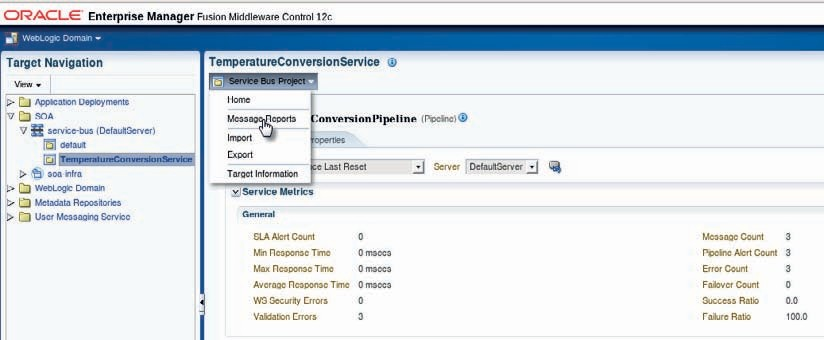 ORACLE Enterprise Manager Fusion Middleware Control 12c
WebLogic Domain
Target Navigation
View
Application Deployments
SOA
service-bus (DefaultServer)
default
TemperatureConversionService
soa-infra
WebLogic Domain
Metadata Repositories
User Messaging Service
TemperatureConversionService
Service Bus Project
Home
Message Reports
Import
Export
Target Information
ConversionPipeline (Pipeline)
roperties
ce Last Reset Server DefaultServer
Service Metrics
General
SLA Alert Count 0 Message Count 3
Min Response Time 0 msecs Pipeline Alert Count 3
Max Response Time 0 msecs Error Count 3
Average Response Time 0 msecs Failover Count 0
WS Security Errors 0 Success Ratio 0.0
Validation Errors 3 Failure Ratio 100.0